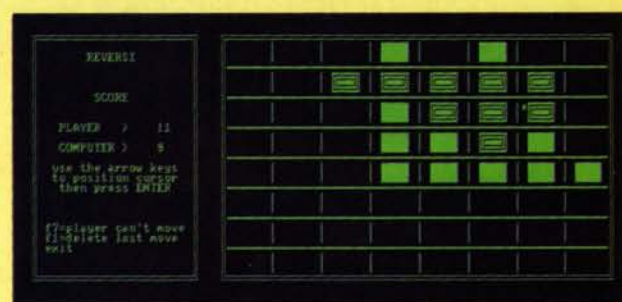 REVERSI
SCORE
PLAYER > 11
COMPUTER > 9
use the arrow keys
to position cursor
then press ENTER
f7=player can't move
f1=delete last move
exit